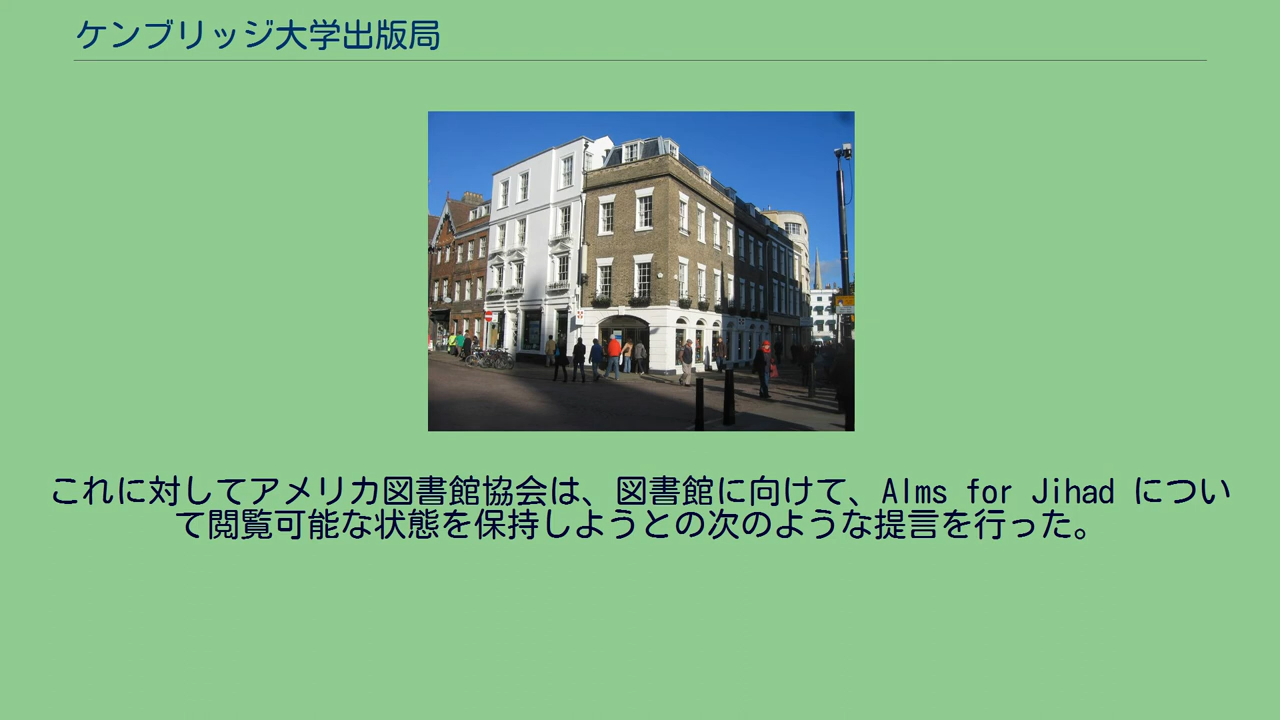 ケンブリッジ大学出版局
これに対してアメリカ図書館協会は、図書館に向けて、Alms for Jihad につい
て閲覧可能な状態を保持しようとの次のような提言を行った。